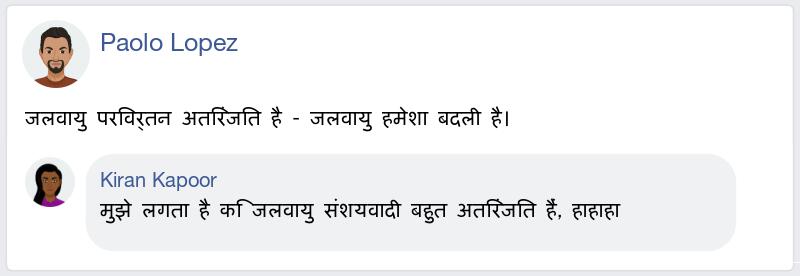 Paolo Lopez
जलवायु परिवर्तन अतिरंजित है - जलवायु हमेशा बदली है।
Kiran Kapoor
मुझे लगता है कि जलवायु संशयवादी बहुत अतिरंजित हैं, हाहाहा